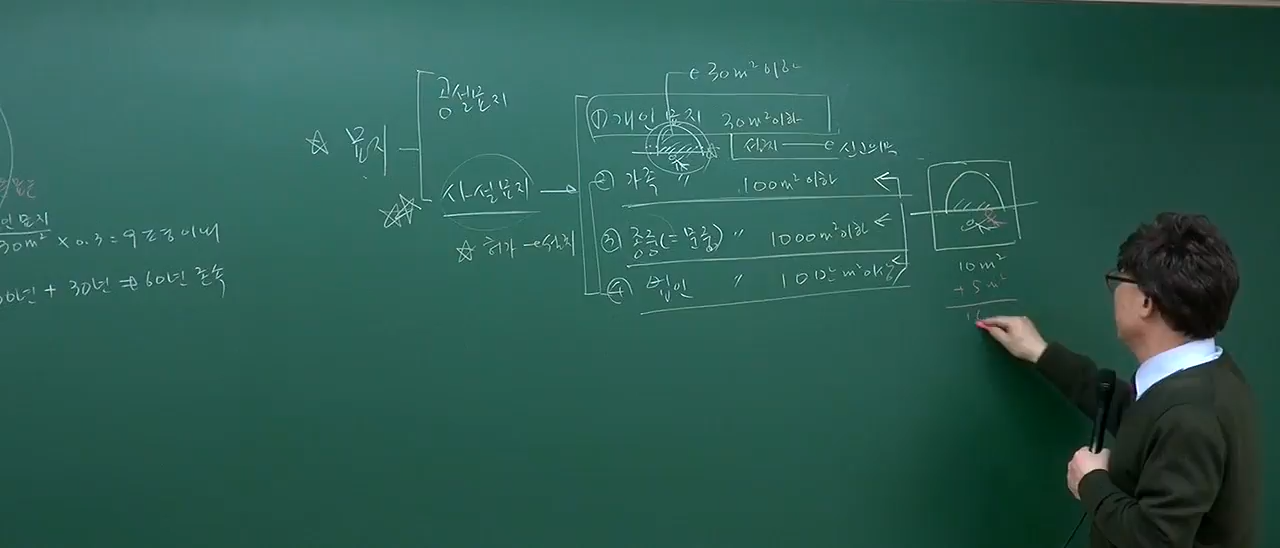 공설묘지
☆ 묘지
사설묘지
☆ 허가 → 설치
30m² 이하
① 개인묘지 30m² 이하
설치 → 신고
② 가족 〃 100m² 이하
③ 종중(=문중) 〃 1000m² 이하
④ 법인 〃 10만m² 이상
30m² × 0.3 = 9평 이내
30년 + 30년 ⇒ 60년 존속
10m²
+ 5m²